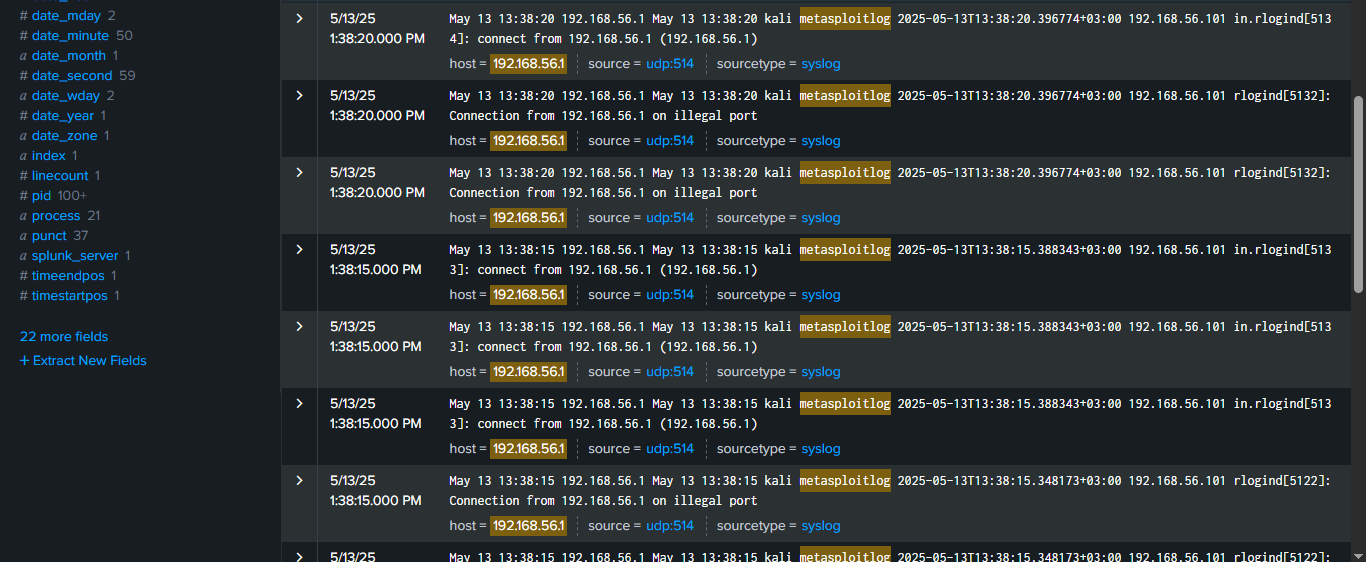 # date_mday 2
# date_minute 50
a date_month 1
# date_second 59
a date_wday 2
# date_year 1
a date_zone 1
a index 1
# linecount 1
# pid 100+
a process 21
a punct 37
a splunk_server 1
# timeendpos 1
# timestartpos 1
22 more fields
+ Extract New Fields
5/13/25
1:38:20.000 PM
May 13 13:38:20 192.168.56.1 May 13 13:38:20 kali metasploitlog 2025-05-13T13:38:20.396774+03:00 192.168.56.101 in.rlogind[513
4]: connect from 192.168.56.1 (192.168.56.1)
host = 192.168.56.1 source = udp:514 sourcetype = syslog
5/13/25
1:38:20.000 PM
May 13 13:38:20 192.168.56.1 May 13 13:38:20 kali metasploitlog 2025-05-13T13:38:20.396774+03:00 192.168.56.101 rlogind[5132]:
Connection from 192.168.56.1 on illegal port
host = 192.168.56.1 source = udp:514 sourcetype = syslog
5/13/25
1:38:20.000 PM
May 13 13:38:20 192.168.56.1 May 13 13:38:20 kali metasploitlog 2025-05-13T13:38:20.396774+03:00 192.168.56.101 rlogind[5132]:
Connection from 192.168.56.1 on illegal port
host = 192.168.56.1 source = udp:514 sourcetype = syslog
5/13/25
1:38:15.000 PM
May 13 13:38:15 192.168.56.1 May 13 13:38:15 kali metasploitlog 2025-05-13T13:38:15.388343+03:00 192.168.56.101 in.rlogind[513
3]: connect from 192.168.56.1 (192.168.56.1)
host = 192.168.56.1 source = udp:514 sourcetype = syslog
5/13/25
1:38:15.000 PM
May 13 13:38:15 192.168.56.1 May 13 13:38:15 kali metasploitlog 2025-05-13T13:38:15.388343+03:00 192.168.56.101 in.rlogind[513
3]: connect from 192.168.56.1 (192.168.56.1)
host = 192.168.56.1 source = udp:514 sourcetype = syslog
5/13/25
1:38:15.000 PM
May 13 13:38:15 192.168.56.1 May 13 13:38:15 kali metasploitlog 2025-05-13T13:38:15.388343+03:00 192.168.56.101 in.rlogind[513
3]: connect from 192.168.56.1 (192.168.56.1)
host = 192.168.56.1 source = udp:514 sourcetype = syslog
5/13/25
1:38:15.000 PM
May 13 13:38:15 192.168.56.1 May 13 13:38:15 kali metasploitlog 2025-05-13T13:38:15.348173+03:00 192.168.56.101 rlogind[5122]:
Connection from 192.168.56.1 on illegal port
host = 192.168.56.1 source = udp:514 sourcetype = syslog
5/13/25
May 13 13:38:15 192.168.56.1 May 13 13:38:15 kali metasploitlog 2025-05-13T13:38:15.348173+03:00 192.168.56.101 rlogind[5122]: